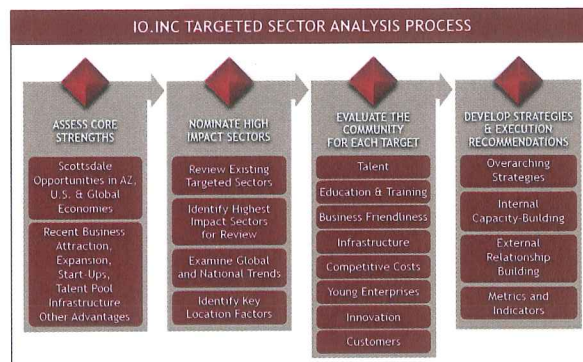 IO.INC TARGETED SECTOR ANALYSIS PROCESS
ASSESS CORE
STRENGTHS
Scottsdale
Opportunities in AZ,
U.S. & Global
Economies
Recent Business
Attraction,
Expansion,
Start-Ups,
Talent Pool
Infrastructure
Other Advantages
NOMINATE HIGH
IMPACT SECTORS
Review Existing
Targeted Sectors
Identify Highest
Impact Sectors
for Review
Examine Global
and National Trends
Identify Key
Location Factors
EVALUATE THE
COMMUNITY
FOR EACH TARGET
Talent
Education & Training
Business Friendliness
Infrastructure
Competitive Costs
Young Enterprises
Innovation
Customers
DEVELOP STRATEGIES
& EXECUTION
RECOMMENDATIONS
Overarching
Strategies
Internal
Capacity-Building
External
Relationship
Building
Metrics and
Indicators